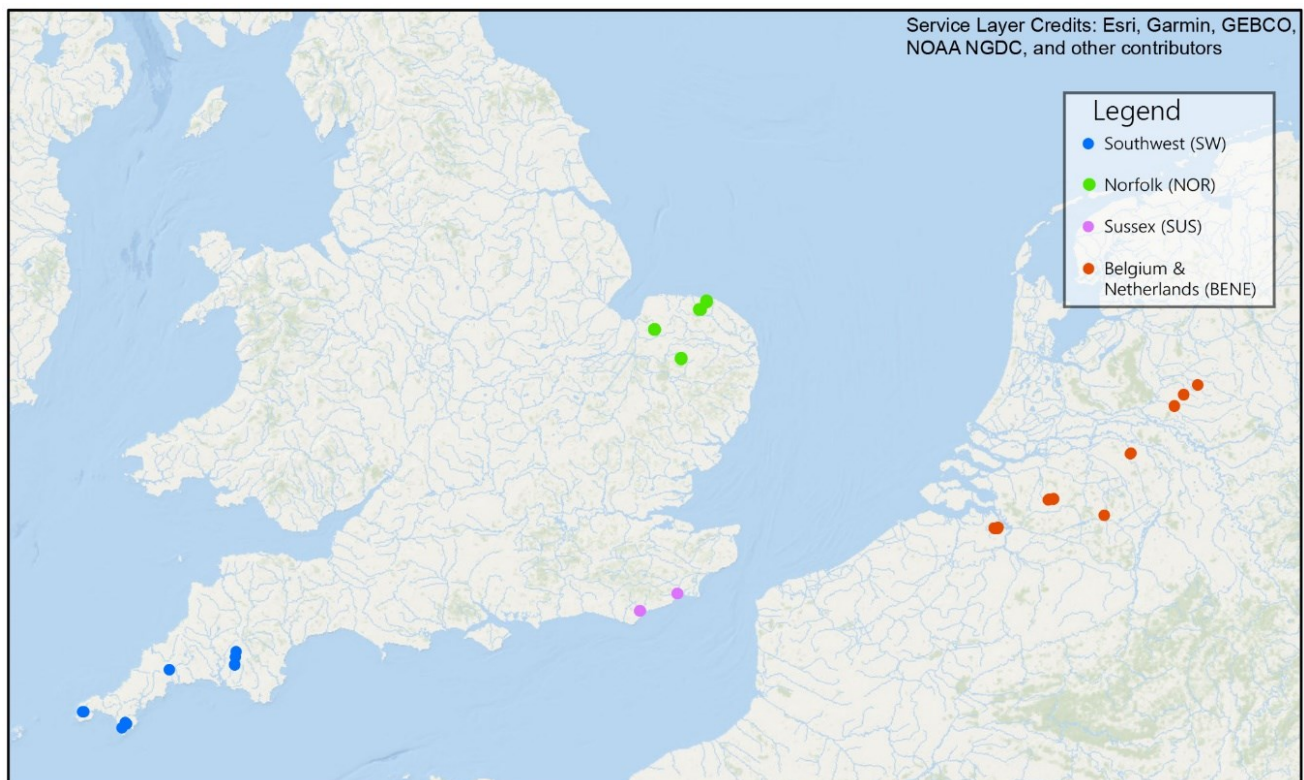 Service Layer Credits: Esri, Garmin, GEBCO,
NOAA NGDC, and other contributors
Legend
Southwest (SW)
Norfolk (NOR)
Sussex (SUS)
Belgium &
Netherlands (BENE)